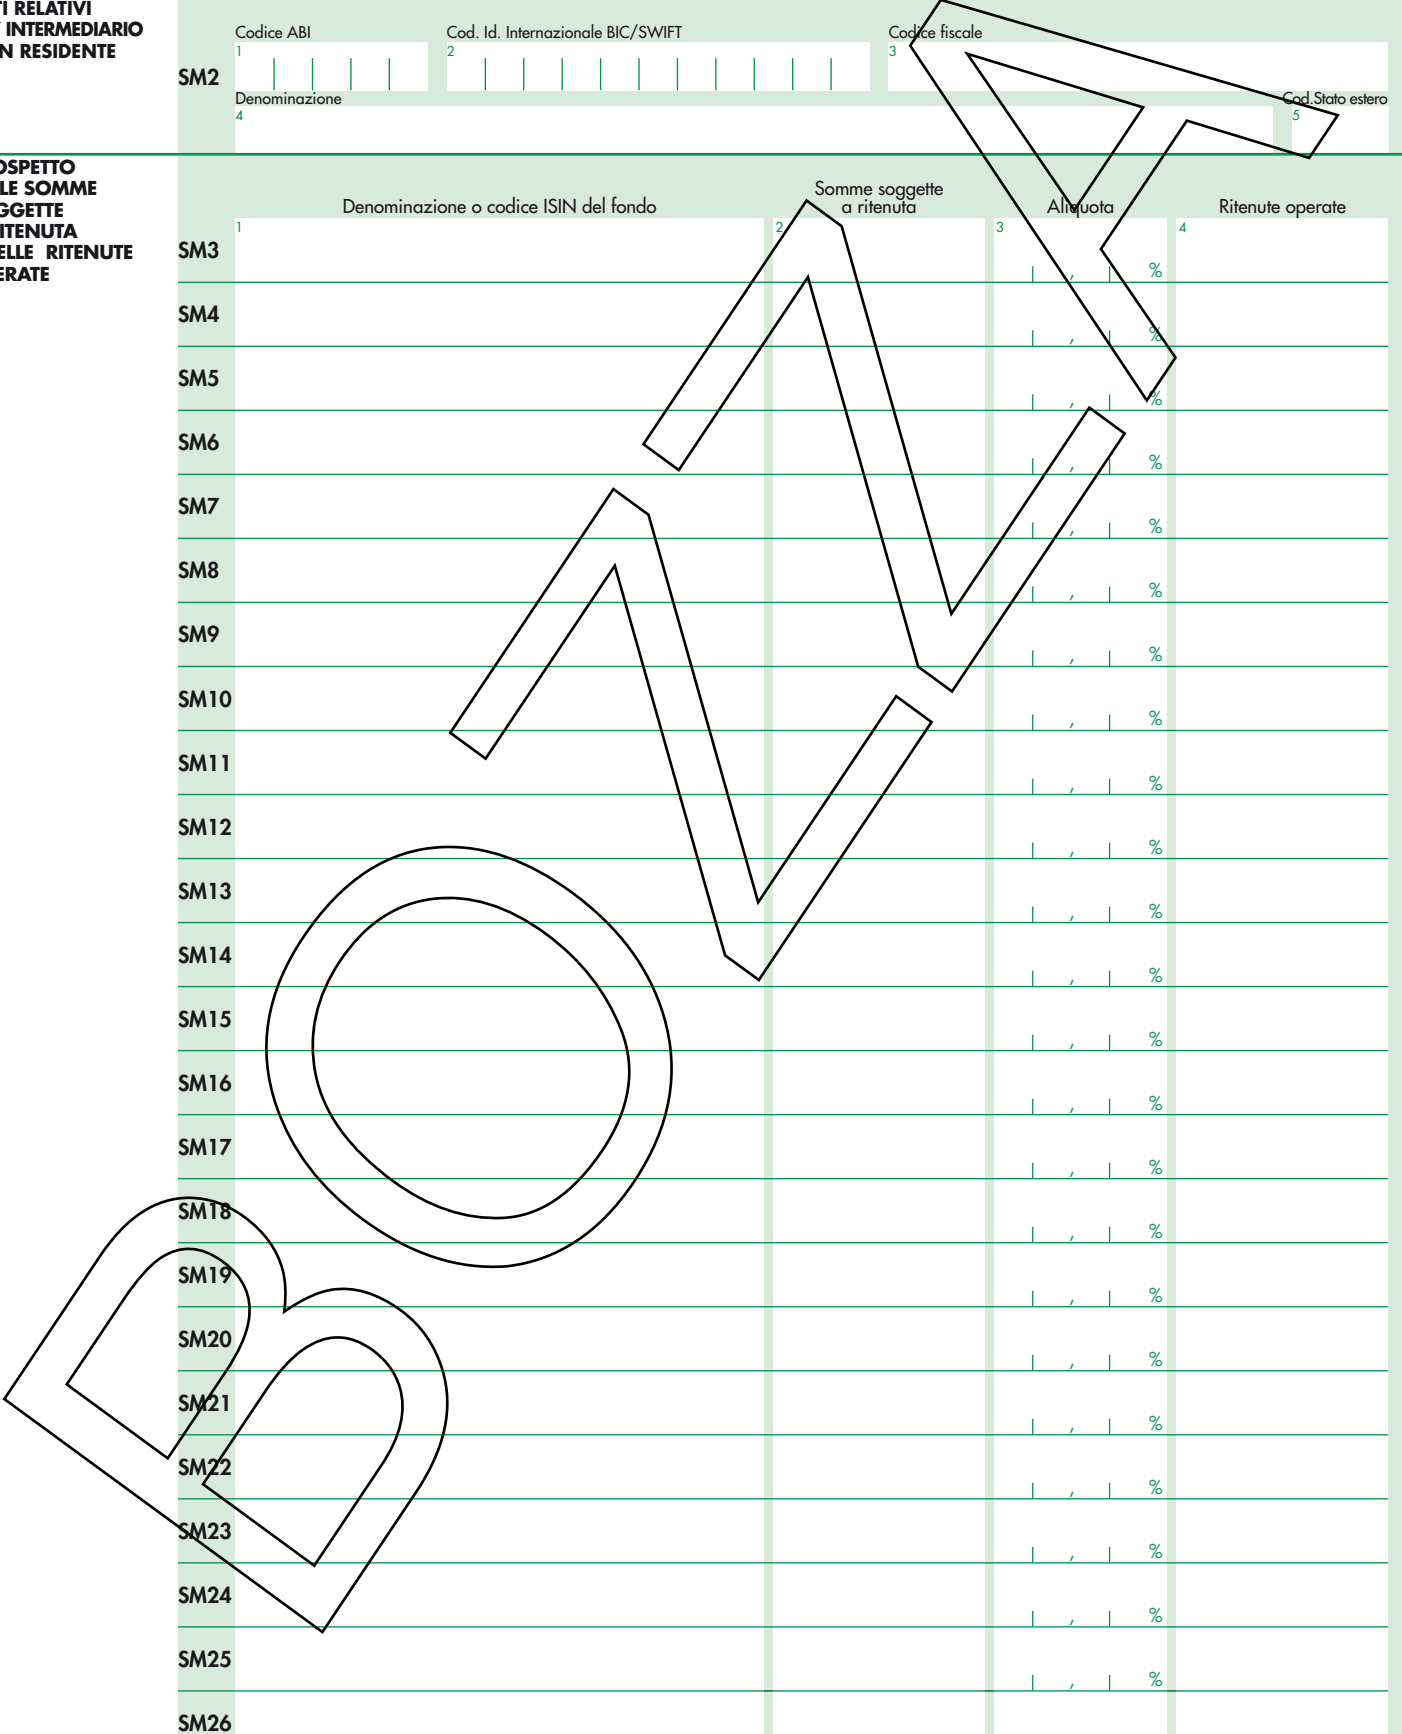 TI RELATIVI
INTERMEDIARIO
N RESIDENTE
Codice ABI Cod. Id. Internazionale BIC/SWIFT Codice fiscale
1 2 3
SM2
Denominazione Cod.Stato estero
4 5
OSPETTO
LE SOMME
GGETTE
RITENUTA
ELLE RITENUTE
ERATE
Denominazione o codice ISIN del fondo Somme soggette a ritenuta Aliquota Ritenute operate
1 2 3 4
SM3 , %
SM4 , %
SM5 , %
SM6 , %
SM7 , %
SM8 , %
SM9 , %
SM10 , %
SM11 , %
SM12 , %
SM13 , %
SM14 , %
SM15 , %
SM16 , %
SM17 , %
SM18 , %
SM19 , %
SM20 , %
SM21 , %
SM22 , %
SM23 , %
SM24 , %
SM25 , %
SM26
BOZZA